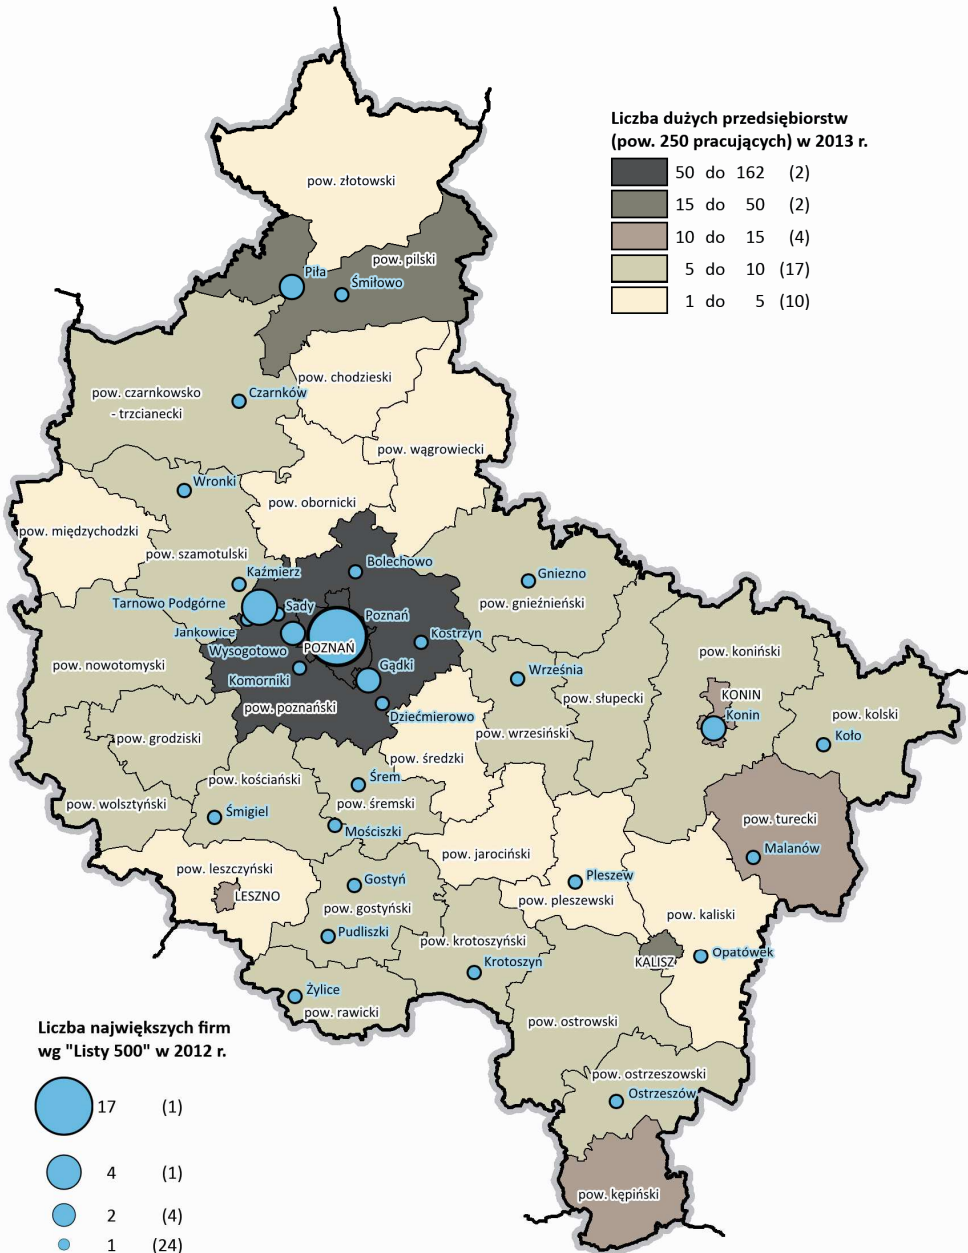 Liczba dużych przedsiębiorstw
(pow. 250 pracujących) w 2013 r.
50 do 162 (2)
15 do 50 (2)
10 do 15 (4)
5 do 10 (17)
1 do 5 (10)
pow. złotowski
pow. pilski
Piła
Śmiłowo
pow. chodzieski
pow. czarnkowsko
- trzcianecki
Czarnków
pow. wągrowiecki
Wronki
pow. obornicki
pow. międzychodzki
pow. szamotulski
Kaźmierz
Bolechowo
Gniezno
pow. gnieźnieński
Tarnowo Podgórne
Sady
Poznań
Jankowice
Kostrzyn
Wysogotowo
POZNAŃ
pow. koniński
pow. nowotomyski
Gądki
Września
Komorniki
pow. słupecki
KONIN
pow. poznański
Dziećmierowo
Konin
pow. kolski
pow. wrzesiński
Koło
pow. grodziski
pow. średzki
pow. kościański
Śrem
pow. wolsztyński
pow. śremski
Śmigiel
pow. turecki
Mościszki
Malanów
pow. jarociński
pow. leszczyński
Gostyń
Pleszew
LESZNO
pow. pleszewski
pow. gostyński
pow. kaliski
Pudliszki
pow. krotoszyński
Opatówek
Krotoszyn
KALISZ
Żylice
pow. rawicki
pow. ostrowski
pow. ostrzeszowski
Ostrzeszów
pow. kępiński
Liczba największych firm
wg "Listy 500" w 2012 r.
17 (1)
4 (1)
2 (4)
1 (24)